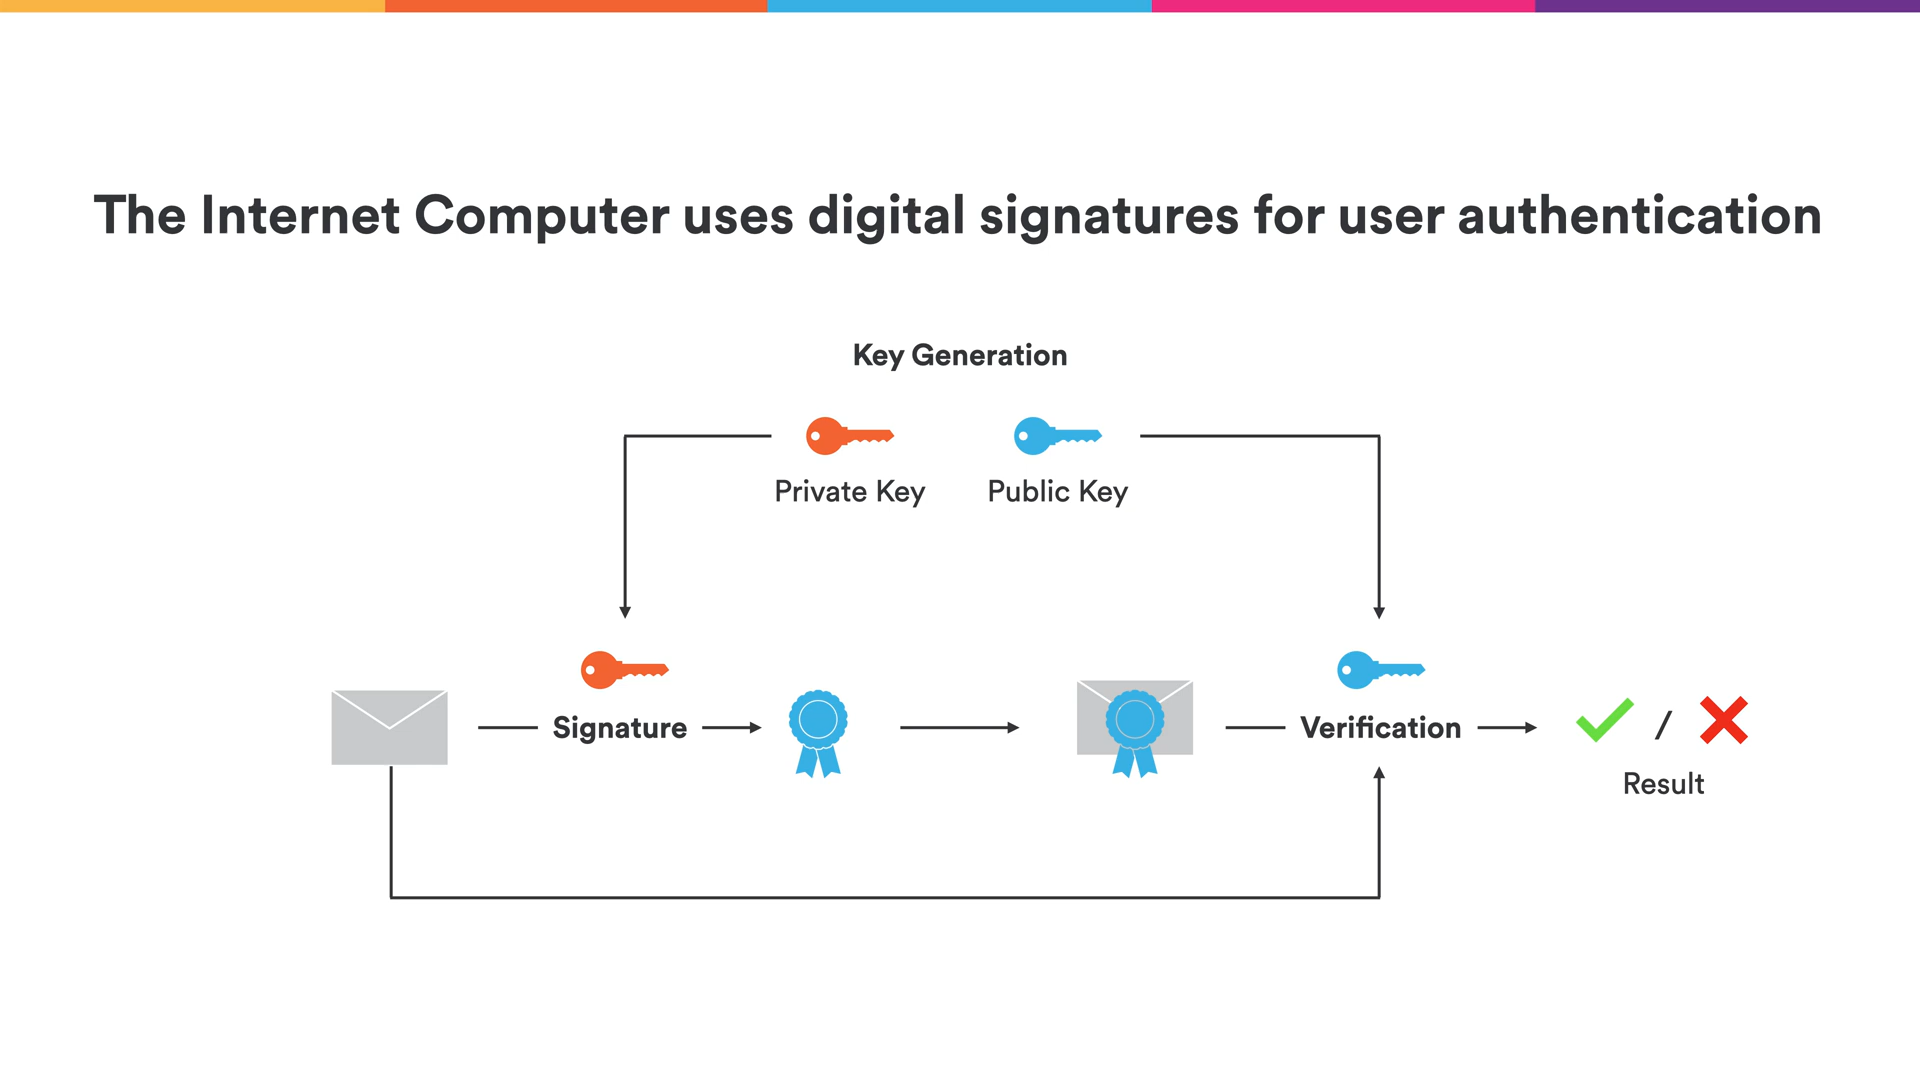 The Internet Computer uses digital signatures for user authentication
Key Generation
Private Key
Public Key
Signature
Verification
/
Result